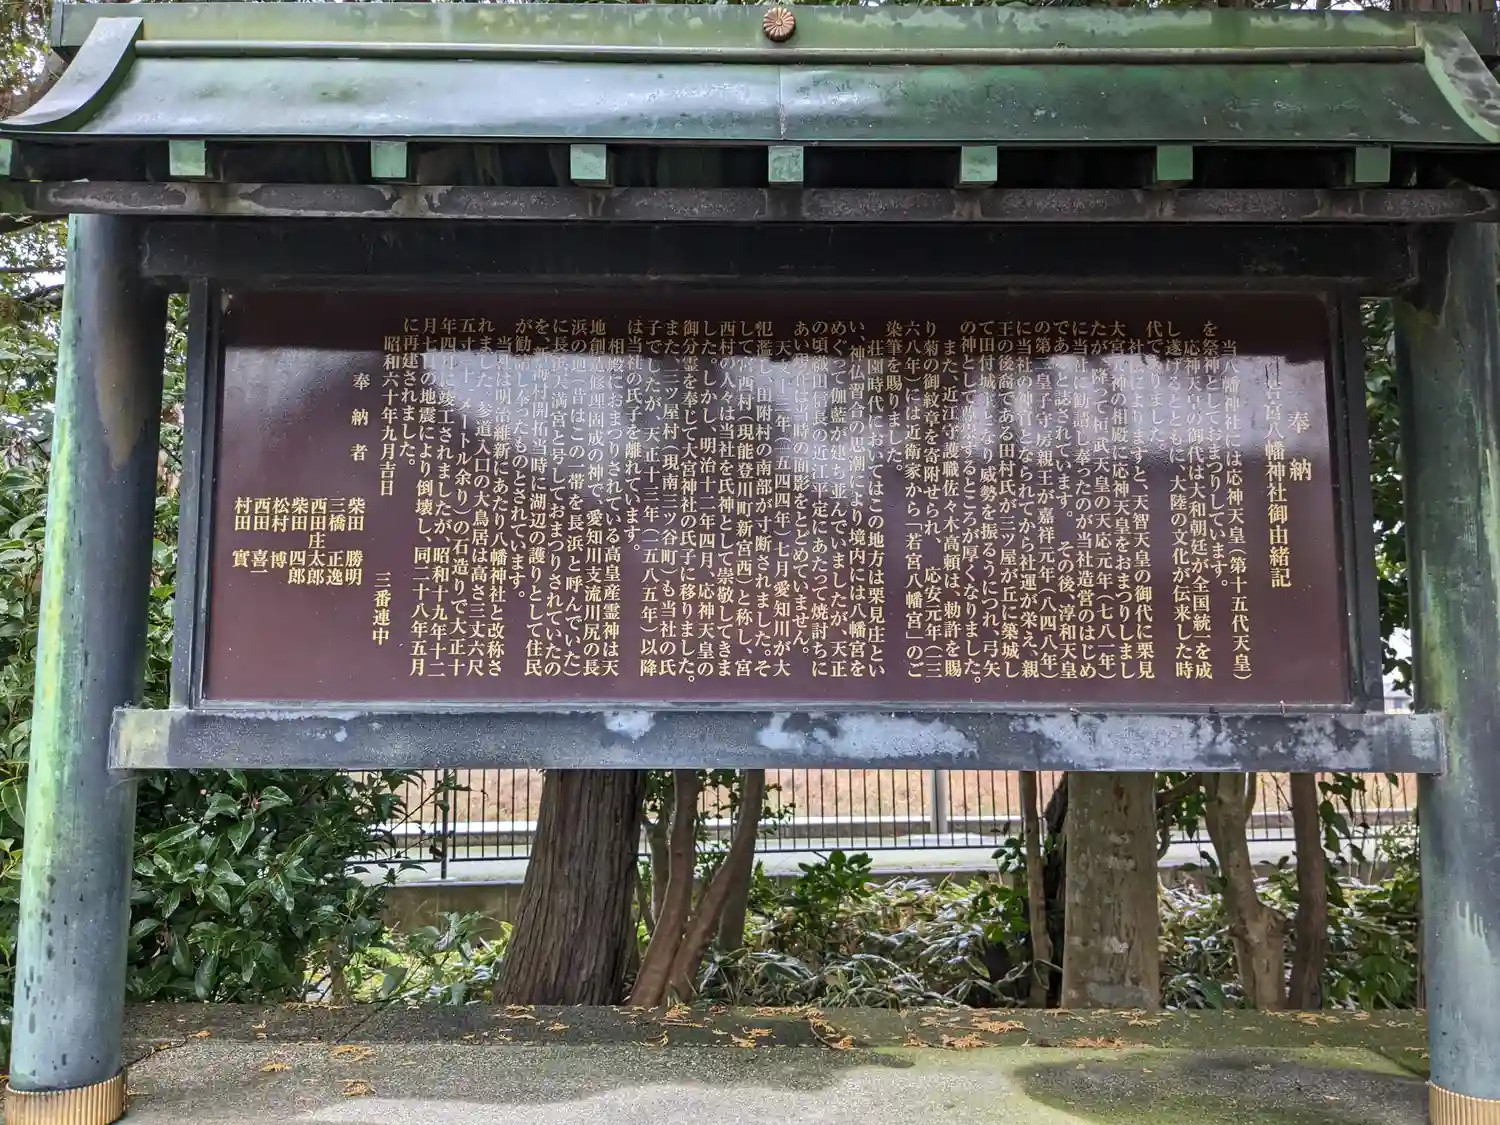 奉納
若宮八幡神社御由緒記
当八幡神社には応神天皇(第十五代天皇)
を祭神としておまつりしています。
応神天皇の御代は大和朝廷が全国統一を成
し遂げるとともに、大陸の文化が伝来した時
代でありました。
社伝によりますと、天智天皇の御代に栗見
大宮天神の相殿に応神天皇をおまつりしまし
たが、降って桓武天皇の天応元年(七八一年)
に当社に勧請し奉ったのが当社造営のはじめ
であると誌されています。その後、淳和天皇
の第二皇子守房親王が嘉祥元年(八四八年)
に当社の神官となられてから社運が栄え、親
王の後裔である田村氏が三ツ屋が丘に築城し
て田付城主となり威勢を振るうにつれ、弓矢
の神として尊崇するところが厚くなりました。
また、近江守護職佐々木高頼は、勅許を賜
り菊の御紋章を寄附せられ、応安元年(三
六八年)には近衛家から「若宮八幡宮」のご
染筆を賜りました。
荘園時代においてはこの地方は栗見庄とい
い、神仏習合の思潮により境内には八幡宮を
めぐって伽藍が建ち並んでいましたが、天正
の頃織田信長の近江平定にあたって焼討ちに
あい現在は当時の面影をとどめていません。
天文十三年(一五四四年)七月愛知川が大
氾濫し、田附村の南部が寸断されました。そ
して宮西村(現能登川町新宮西)と称し、宮
西村の人々は当社を氏神として崇敬してきま
した。しかし、明治十二年四月、応神天皇の
御分霊を奉じて大宮神社の氏子に移りました。
また、三ツ屋村(現南三ツ谷町)も当社の氏
子でしたが、天正十三年(一五八五年)以降
は当社の氏子を離れています。
相殿におまつりされている高皇産霊神は天
地創造修理固成の神で、愛知川支流川尻の長
浜の地(昔はこの一帯を長浜と呼んでいた)
に長浜天満宮と号しておまつりされていたの
を、新海村開拓当時に湖辺の護りとして住民
が勧請し奉ったものとされています。
当社は明治維新にあたり八幡神社と改称さ
れました。参道入口の大鳥居は高さ三丈六尺
五寸(十一メートル余り)の石造りで大正十
年四月に竣工されましたが、昭和十九年十二
月七日の地震により倒壊し、同二十八年五月
に再建されました。
昭和六十年九月吉日
三番連中
奉納者
柴田勝明
三橋正逸
西田庄太郎
柴田四郎
松村博
西田喜一
村田實